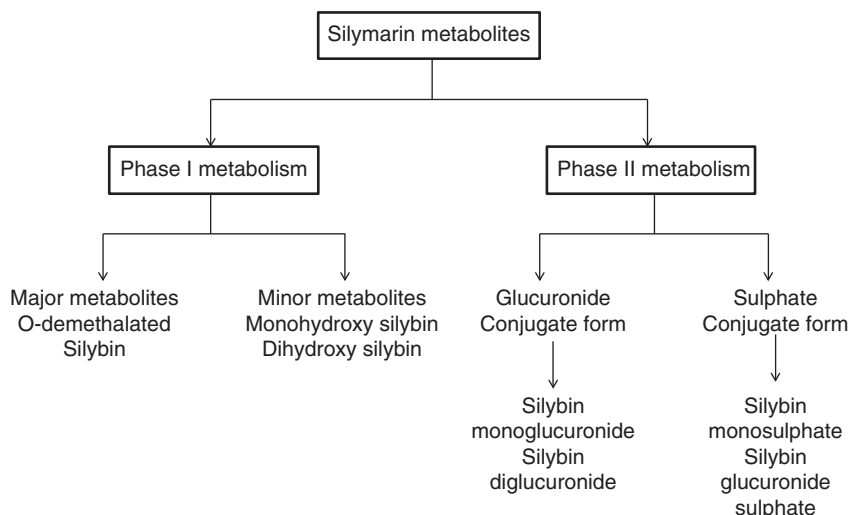 Silymarin metabolites
Phase I metabolism
Phase II metabolism
Major metabolites
O-demethalated
Silybin
Minor metabolites
Monohydroxy silybin
Dihydroxy silybin
Glucuronide
Conjugate form
Sulphate
Conjugate form
Silybin
monoglucuronide
Silybin
diglucuronide
Silybin
monosulphate
Silybin
glucuronide
sulphate